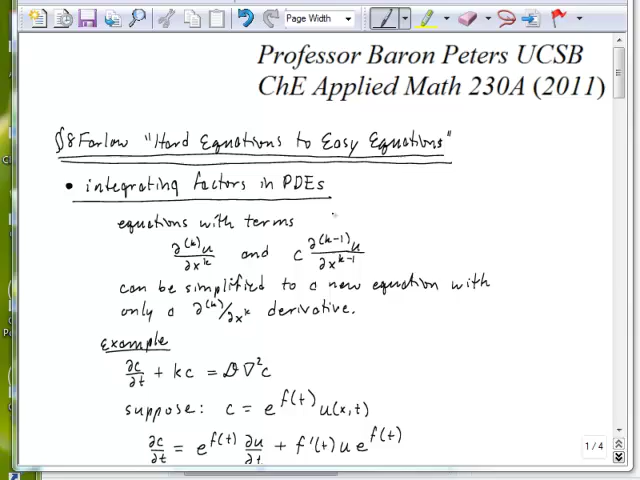 Page Width
Professor Baron Peters UCSB
ChE Applied Math 230A (2011)
§§8 Farlow "Hard Equations to Easy Equations"
• integrating factors in PDEs
equations with terms
∂^(k)u/∂x^k and c ∂^(k-1)u/∂x^(k-1)
can be simplified to a new equation with
only a ∂^(k)/∂x^k derivative.
Example
∂c/∂t + kc = D∇²c
suppose: c = e^f(t) u(x,t)
∂c/∂t = e^f(t) ∂u/∂t + f'(t) u e^f(t)
1/4